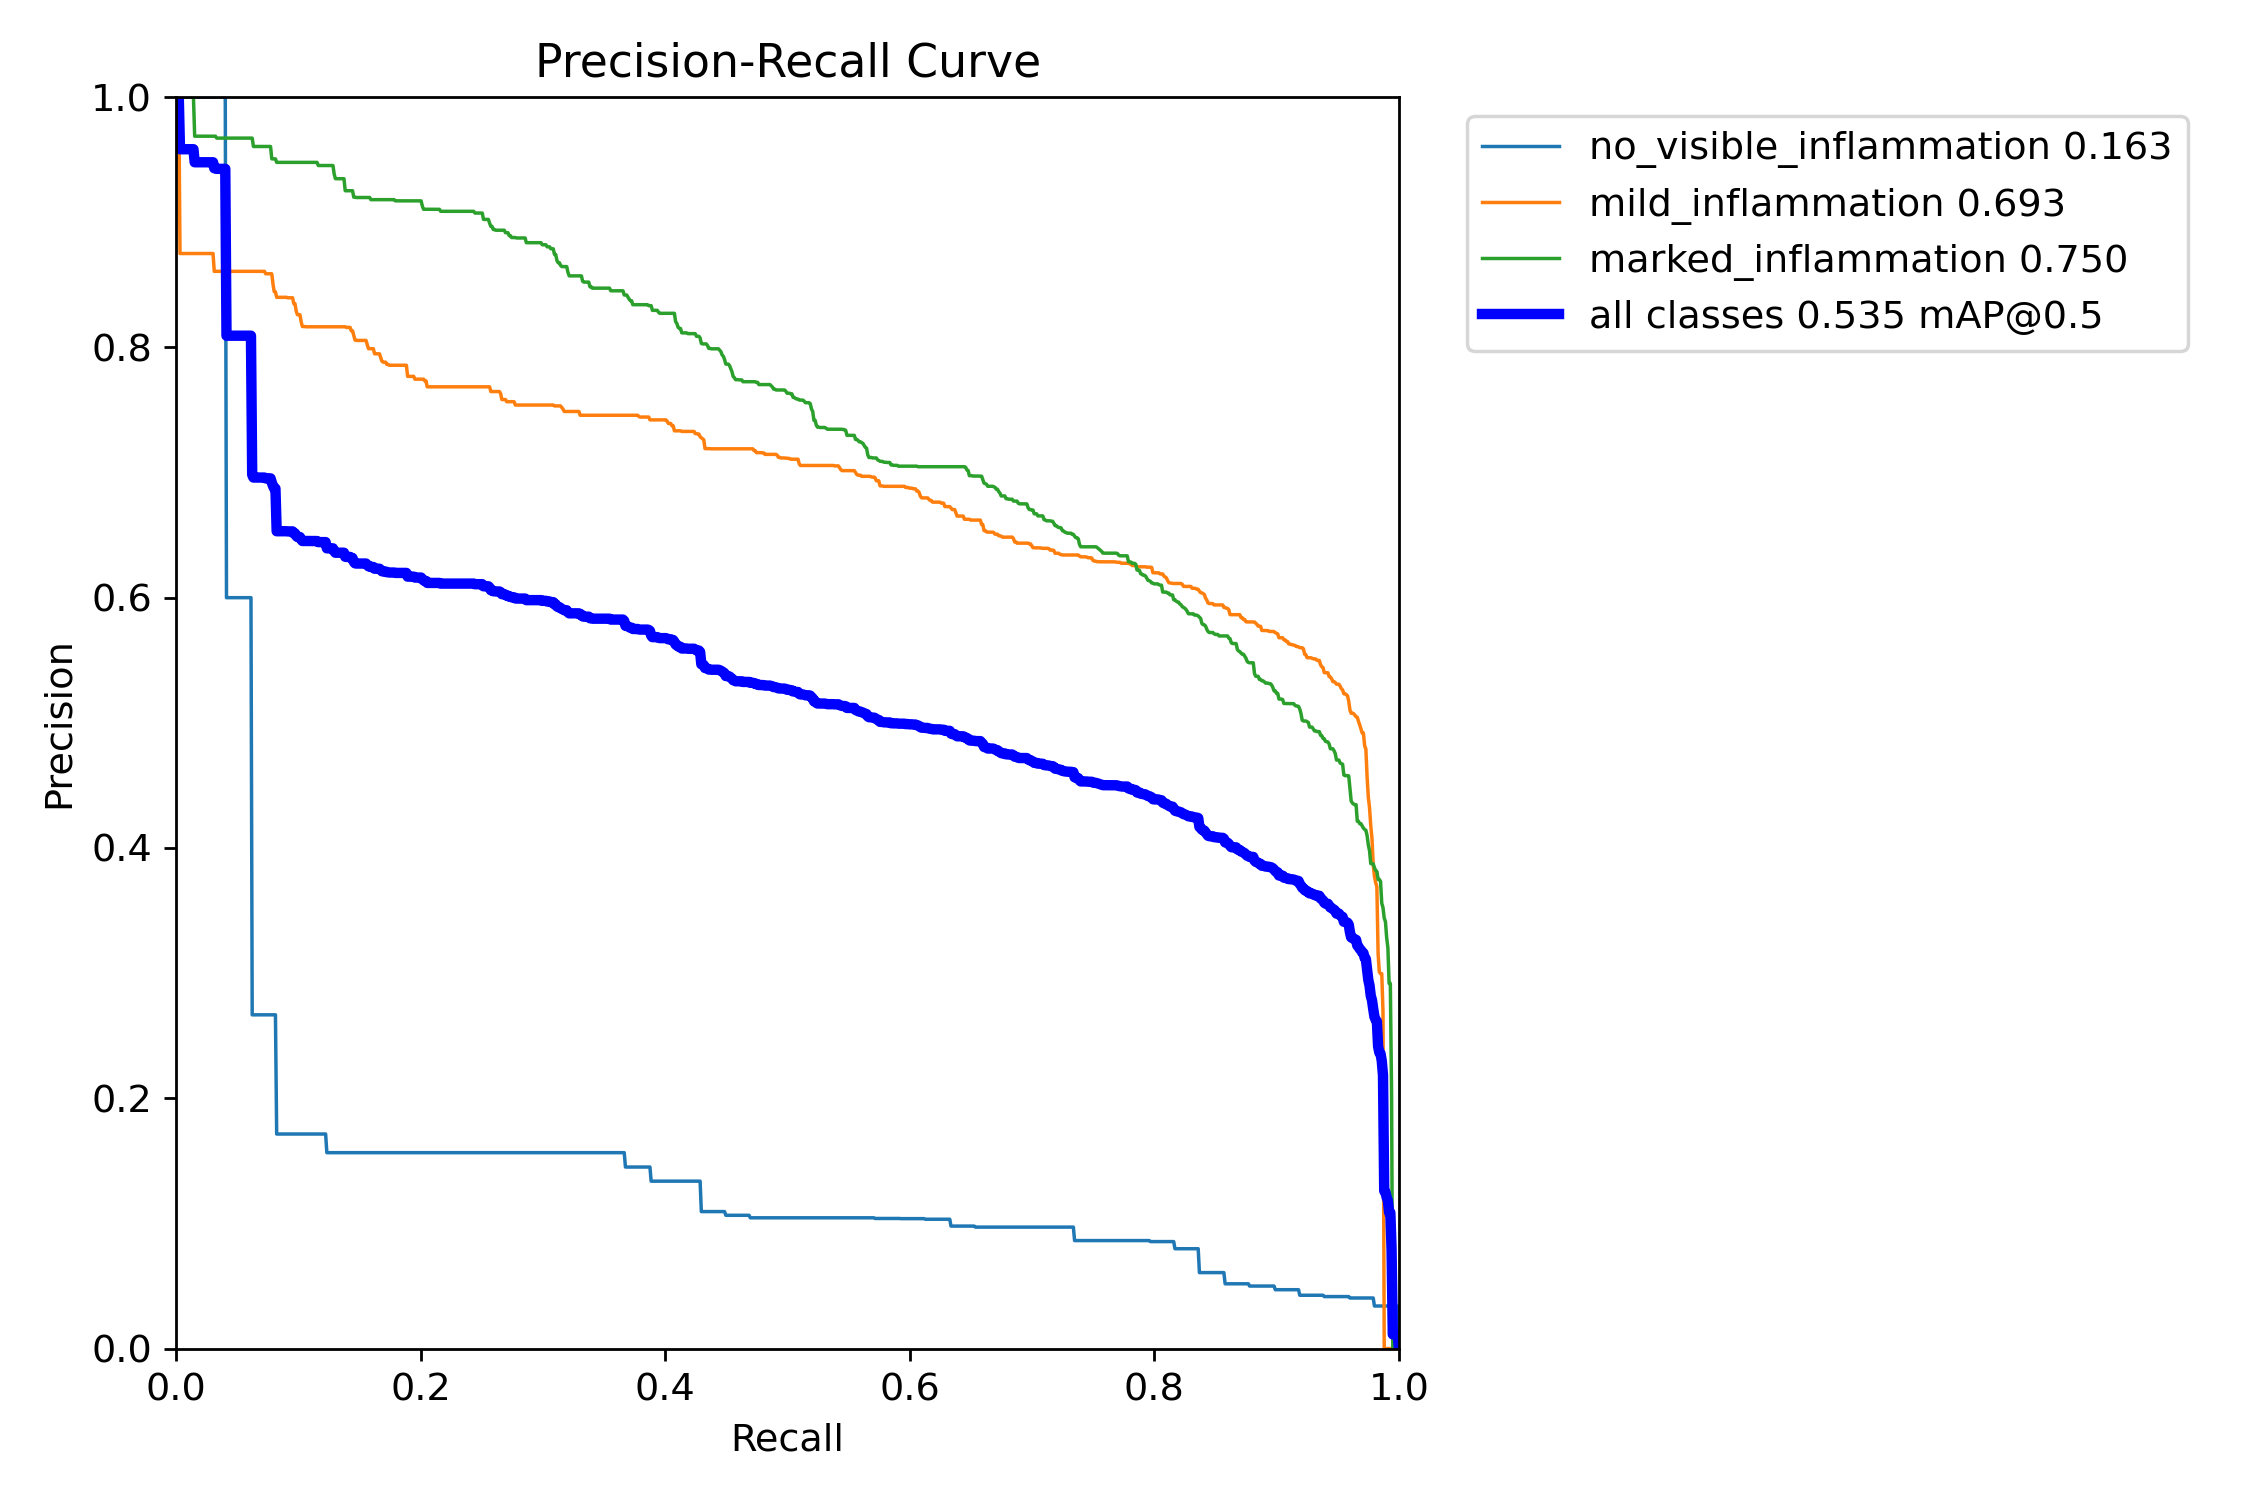 Precision-Recall Curve
1.0
0.8
0.6
0.4
0.2
0.0
Precision
0.0 0.2 0.4 0.6 0.8 1.0
Recall
no_visible_inflammation 0.163
mild_inflammation 0.693
marked_inflammation 0.750
all classes 0.535 mAP@0.5